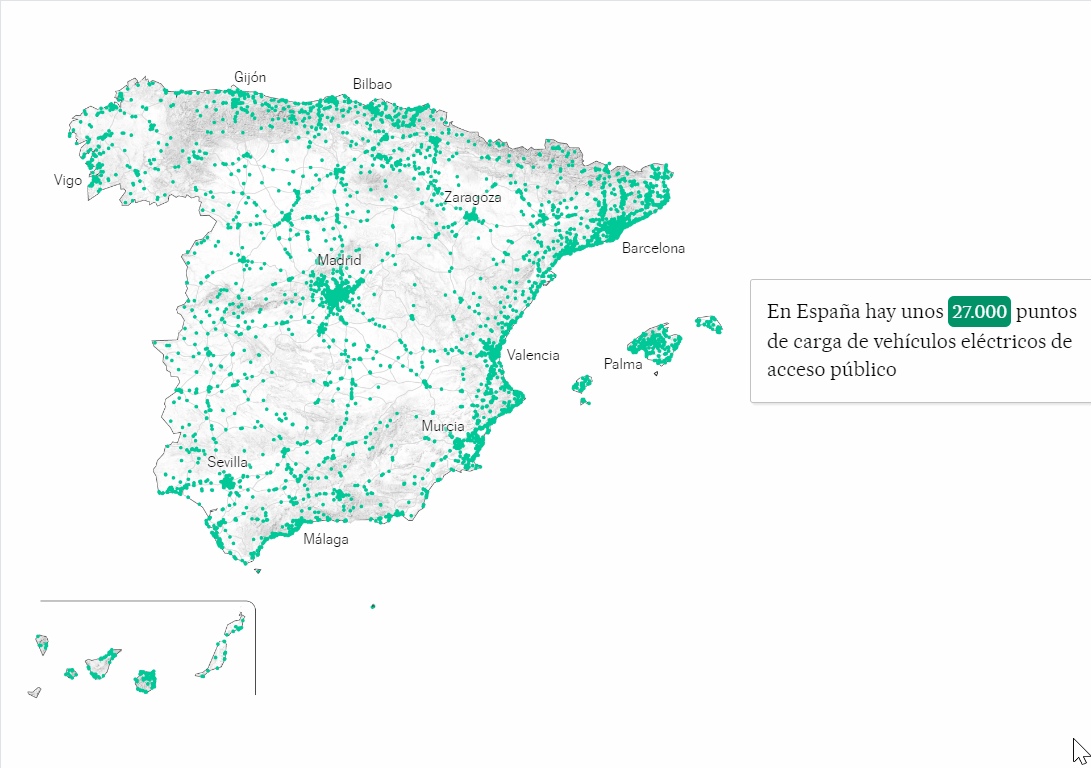 Gijón
Bilbao
Vigo
Zaragoza
Barcelona
Madrid
En España hay unos 27.000 puntos
de carga de vehículos eléctricos de
acceso público
Valencia
Palma
Murcia
Sevilla
Málaga